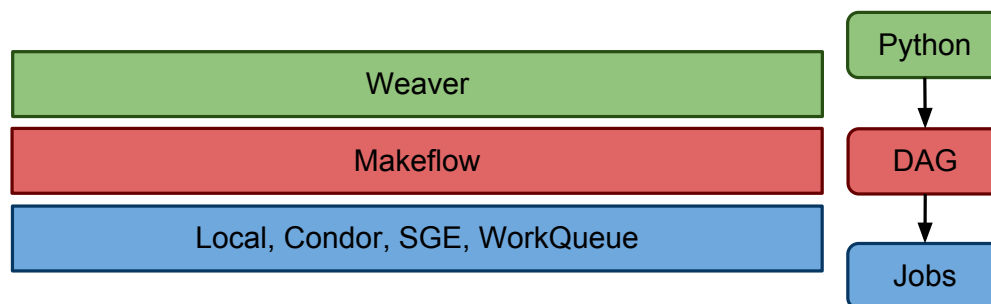 Python
Weaver
Makeflow
DAG
Local, Condor, SGE, WorkQueue
Jobs